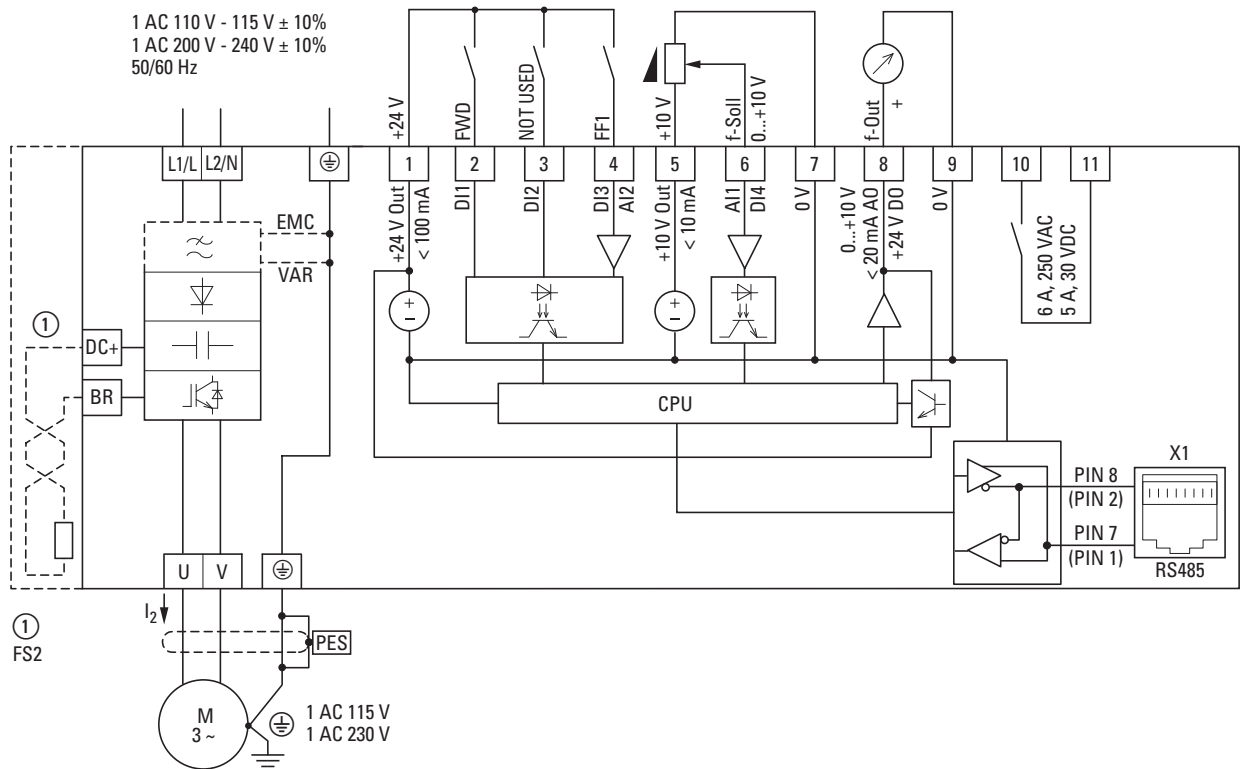 1 AC 110 V - 115 V ± 10%
1 AC 200 V - 240 V ± 10%
50/60 Hz
+24 V
FWD
NOT USED
FF1
+10 V
f-Soll
0...+10 V
f-Out
+
L1/L
L2/N
1
2
3
4
5
6
7
8
9
10
11
+24 V Out
< 100 mA
DI1
DI2
DI3
AI2
+10 V Out
< 10 mA
AI1
DI4
0 V
0...+10 V
< 20 mA AO
+24 V DO
0 V
6 A, 250 VAC
5 A, 30 VDC
EMC
VAR
+
-
+
-
①
DC+
BR
CPU
X1
PIN 8
(PIN 2)
PIN 7
(PIN 1)
RS485
U
V
I2
①
FS2
PES
M
3 ~
1 AC 115 V
1 AC 230 V